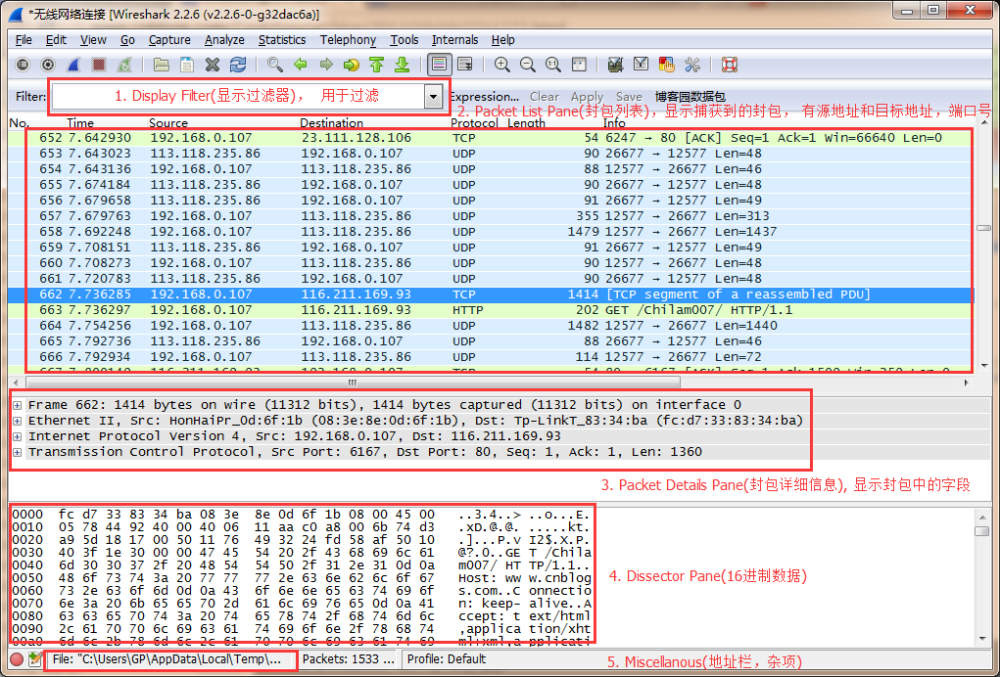 *无线网络连接 [Wireshark 2.2.6 (v2.2.6-0-g32dac6a)]
File Edit View Go Capture Analyze Statistics Telephony Tools Internals Help
Filter: 1. Display Filter(显示过滤器)， 用于过滤 Expression... Clear Apply Save 博客园数据包
2. Packet List Pane(封包列表)，显示捕获到的封包， 有源地址和目标地址，端口号
No. Time Source Destination Protocol Length Info
652 7.642930 192.168.0.107 23.111.128.106 TCP 54 6247 → 80 [ACK] Seq=1 Ack=1 Win=66640 Len=0
653 7.643023 113.118.235.86 192.168.0.107 UDP 90 26677 → 12577 Len=48
654 7.643136 192.168.0.107 113.118.235.86 UDP 88 12577 → 26677 Len=46
655 7.674184 113.118.235.86 192.168.0.107 UDP 90 26677 → 12577 Len=48
656 7.679658 113.118.235.86 192.168.0.107 UDP 91 26677 → 12577 Len=49
657 7.679763 192.168.0.107 113.118.235.86 UDP 355 12577 → 26677 Len=313
658 7.692248 192.168.0.107 113.118.235.86 UDP 1479 12577 → 26677 Len=1437
659 7.708151 113.118.235.86 192.168.0.107 UDP 91 26677 → 12577 Len=49
660 7.708273 192.168.0.107 113.118.235.86 UDP 90 12577 → 26677 Len=48
661 7.720783 113.118.235.86 192.168.0.107 UDP 90 26677 → 12577 Len=48
662 7.736285 192.168.0.107 116.211.169.93 TCP 1414 [TCP segment of a reassembled PDU]
663 7.736297 192.168.0.107 116.211.169.93 HTTP 202 GET /Chilam007/ HTTP/1.1
664 7.754256 192.168.0.107 113.118.235.86 UDP 1482 12577 → 26677 Len=1440
665 7.792736 113.118.235.86 192.168.0.107 UDP 88 26677 → 12577 Len=46
666 7.792934 192.168.0.107 113.118.235.86 UDP 114 12577 → 26677 Len=72
Frame 662: 1414 bytes on wire (11312 bits), 1414 bytes captured (11312 bits) on interface 0
Ethernet II, Src: HonHaiPr_0d:6f:1b (08:3e:8e:0d:6f:1b), Dst: Tp-LinkT_83:34:ba (fc:d7:33:83:34:ba)
Internet Protocol Version 4, Src: 192.168.0.107, Dst: 116.211.169.93
Transmission Control Protocol, Src Port: 6167, Dst Port: 80, Seq: 1, Ack: 1, Len: 1360
3. Packet Details Pane(封包详细信息), 显示封包中的字段
0000 fc d7 33 83 34 ba 08 3e 8e 0d 6f 1b 08 00 45 00 ..3.4..> ..o...E.
0010 05 78 44 92 40 00 40 06 11 aa c0 a8 00 6b 74 d3 .xD.@.@. .....kt.
0020 a9 5d 18 17 00 50 11 76 49 32 24 fd 58 af 50 10 .]...P.v I2$.X.P.
0030 40 3f 1e 30 00 00 47 45 54 20 2f 43 68 69 6c 61 @?.0..GE T /Chila
0040 6d 30 30 37 2f 20 48 54 54 50 2f 31 2e 31 0d 0a m007/ HT TP/1.1..
0050 48 6f 73 74 3a 20 77 77 77 2e 63 6e 62 6c 6f 67 Host: ww w.cnblog
0060 73 2e 63 6f 6d 0d 0a 43 6f 6e 6e 65 63 74 69 6f s.com..C onnectio
0070 6e 3a 20 6b 65 65 70 2d 61 6c 69 76 65 0d 0a 41 n: keep- alive..A
0080 63 63 65 70 74 3a 20 74 65 78 74 2f 68 74 6d 6c ccept: t ext/html
0090 2c 61 70 70 6c 69 63 61 74 69 6f 6e 2f 78 68 74 ,applica tion/xht
4. Dissector Pane(16进制数据)
File: "C:\Users\GP\AppData\Local\Temp\... Packets: 1533 ... Profile: Default
5. Miscellanous(地址栏，杂项)